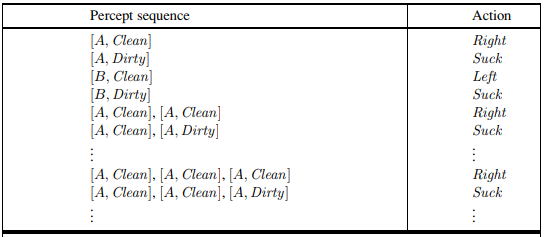 Percept sequence Action
[A, Clean] Right
[A, Dirty] Suck
[B, Clean] Left
[B, Dirty] Suck
[A, Clean], [A, Clean] Right
[A, Clean], [A, Dirty] Suck
⋮ ⋮
[A, Clean], [A, Clean], [A, Clean] Right
[A, Clean], [A, Clean], [A, Dirty] Suck
⋮ ⋮